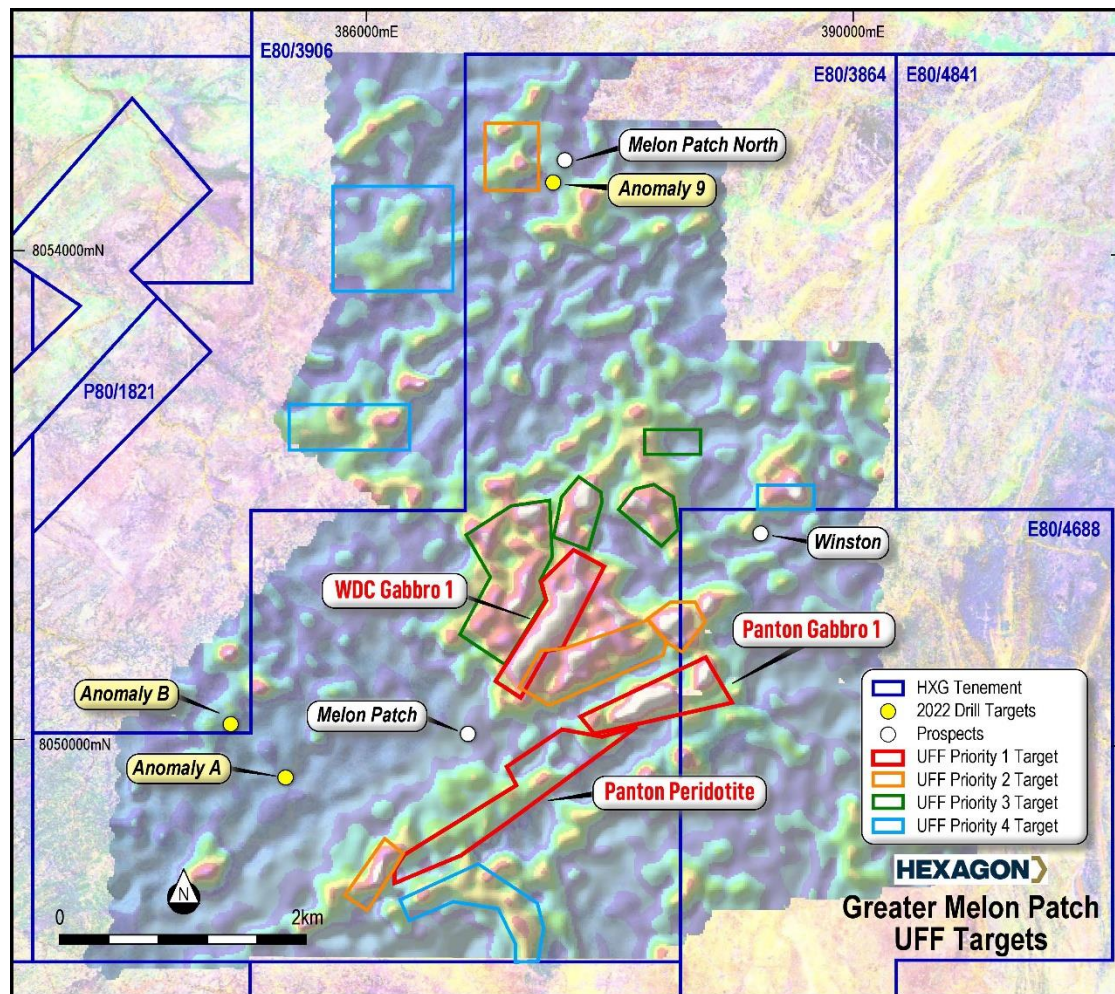 386000mE
390000mE
E80/3906
E80/3864
E80/4841
Melon Patch North
Anomaly 9
8054000mN
P80/1821
Winston
E80/4688
WDC Gabbro 1
Panton Gabbro 1
Anomaly B
Melon Patch
8050000mN
Anomaly A
Panton Peridotite
HXG Tenement
2022 Drill Targets
Prospects
UFF Priority 1 Target
UFF Priority 2 Target
UFF Priority 3 Target
UFF Priority 4 Target
N
0
2km
HEXAGON
Greater Melon Patch
UFF Targets